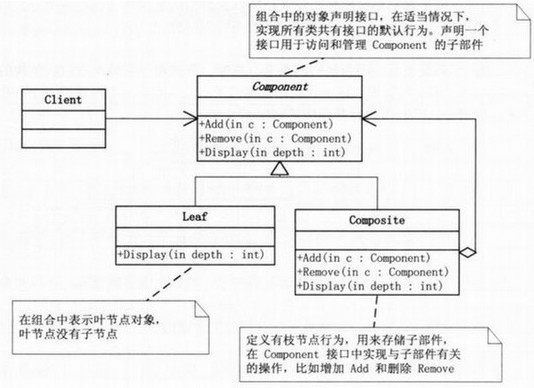 组合中的对象声明接口，在适当情况下，
实现所有类共有接口的默认行为。声明一个
接口用于访问和管理 Component 的子部件
Component
Client
+Add(in c : Component)
+Remove(in c : Component)
+Display(in depth : int)
Leaf
+Display(in depth : int)
Composite
+Add(in c : Component)
+Remove(in c : Component)
+Display(in depth : int)
在组合中表示叶节点对象，
叶节点没有子节点
定义有枝节点行为，用来存储子部件，
在 Component 接口中实现与子部件有关
的操作，比如增加 Add 和删除 Remove